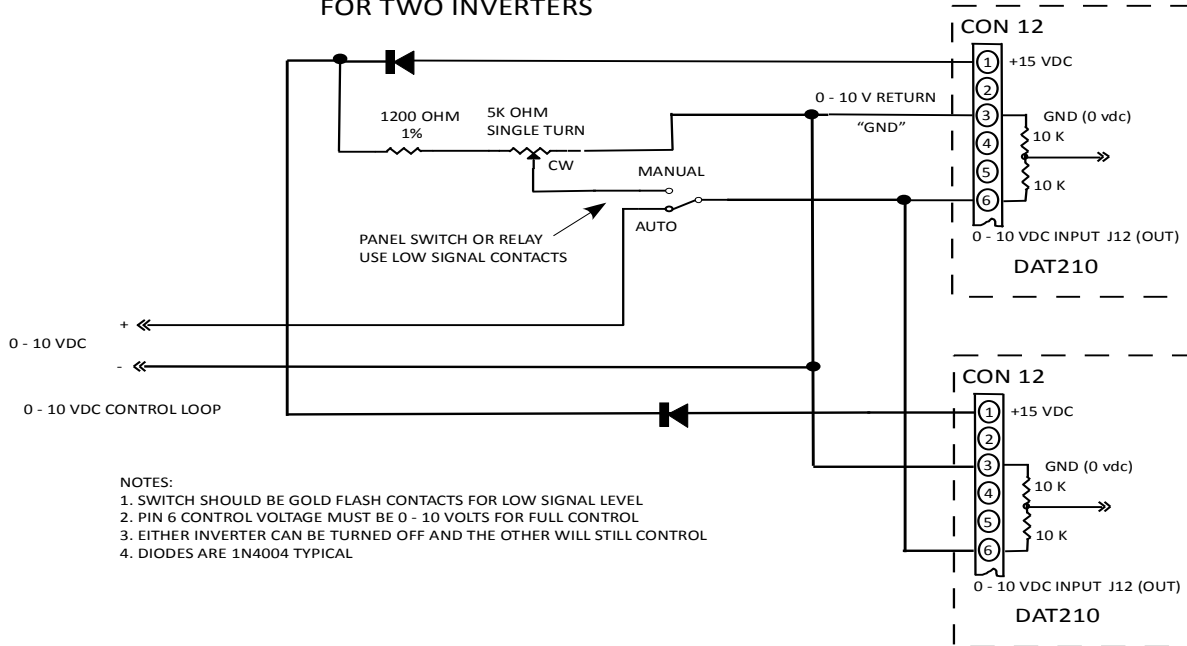 FOR TWO INVERTERS
CON 12
1
+15 VDC
2
3
GND (0 vdc)
10 K
4
5
10 K
6
0 - 10 VDC INPUT J12 (OUT)
DAT210
0 - 10 V RETURN
“GND”
1200 OHM
1%
5K OHM
SINGLE TURN
CW
MANUAL
AUTO
PANEL SWITCH OR RELAY
USE LOW SIGNAL CONTACTS
+
0 - 10 VDC
-
0 - 10 VDC CONTROL LOOP
CON 12
1
+15 VDC
2
3
GND (0 vdc)
10 K
4
5
10 K
6
0 - 10 VDC INPUT J12 (OUT)
DAT210
NOTES:
1. SWITCH SHOULD BE GOLD FLASH CONTACTS FOR LOW SIGNAL LEVEL
2. PIN 6 CONTROL VOLTAGE MUST BE 0 - 10 VOLTS FOR FULL CONTROL
3. EITHER INVERTER CAN BE TURNED OFF AND THE OTHER WILL STILL CONTROL
4. DIODES ARE 1N4004 TYPICAL